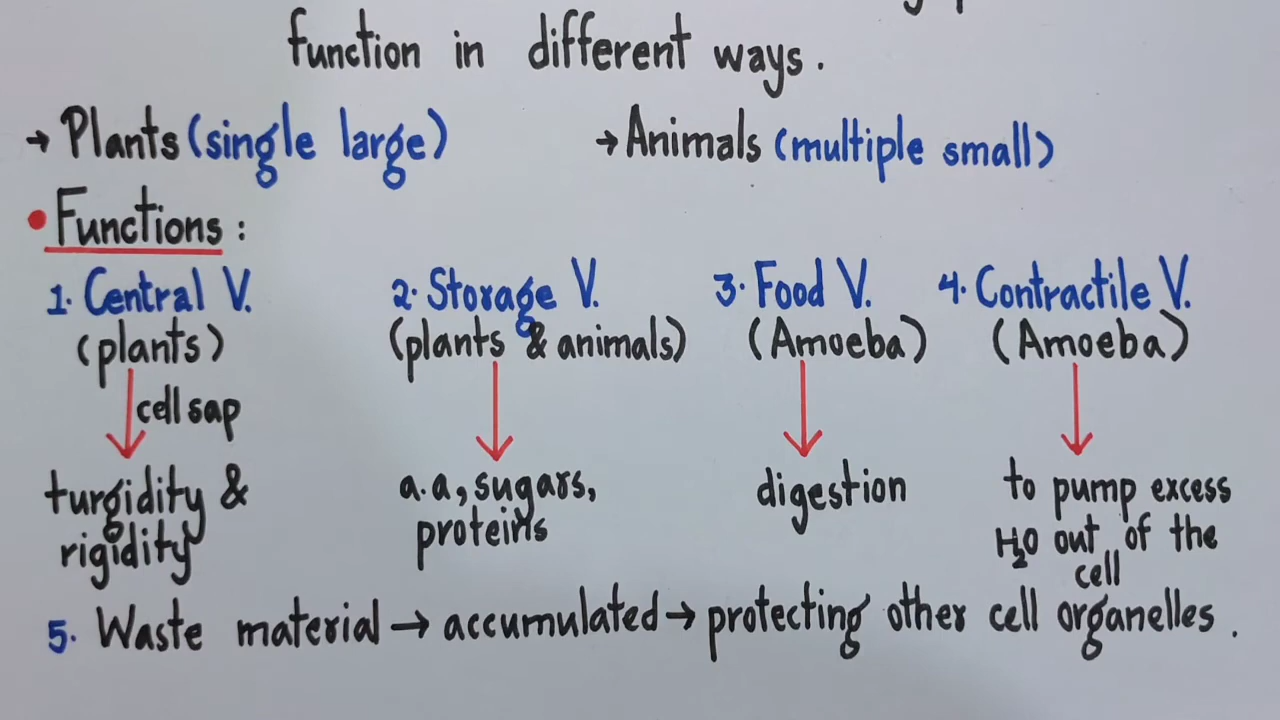 function in different ways.
→ Plants (single large) → Animals (multiple small)
• Functions :
1. Central V. 2. Storage V. 3. Food V. 4. Contractile V.
(plants) (plants & animals) (Amoeba) (Amoeba)
cell sap
turgidity & a.a, sugars, digestion to pump excess
rigidity proteins H₂O out of the
cell
5. Waste material → accumulated → protecting other cell organelles.